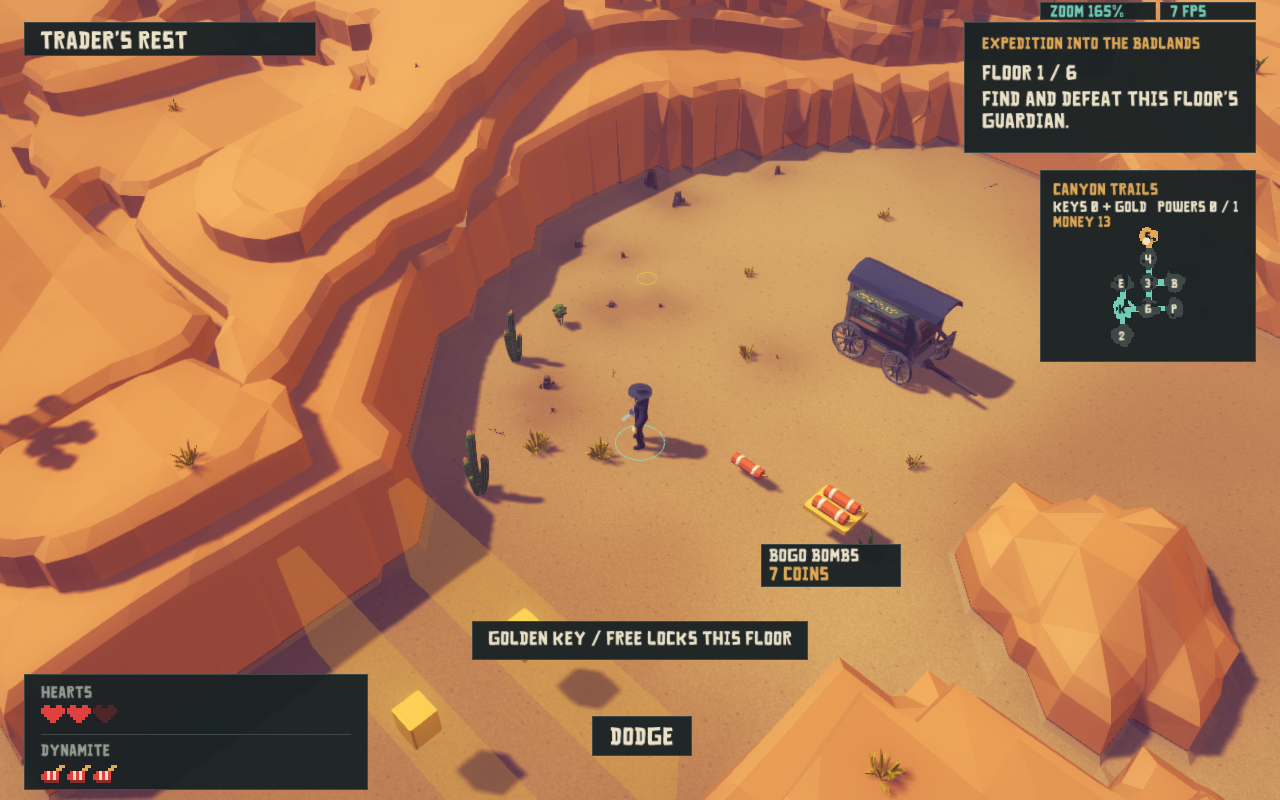 TRADER'S REST
ZOOM 165%
7 FPS
EXPEDITION INTO THE BADLANDS
FLOOR 1 / 6
FIND AND DEFEAT THIS FLOOR'S
GUARDIAN.
CANYON TRAILS
KEYS 0 + GOLD POWERS 0 / 1
MONEY 13
4
E 3 B
6 P
2
BOGO BOMBS
7 COINS
GOLDEN KEY / FREE LOCKS THIS FLOOR
HEARTS
DODGE
DYNAMITE